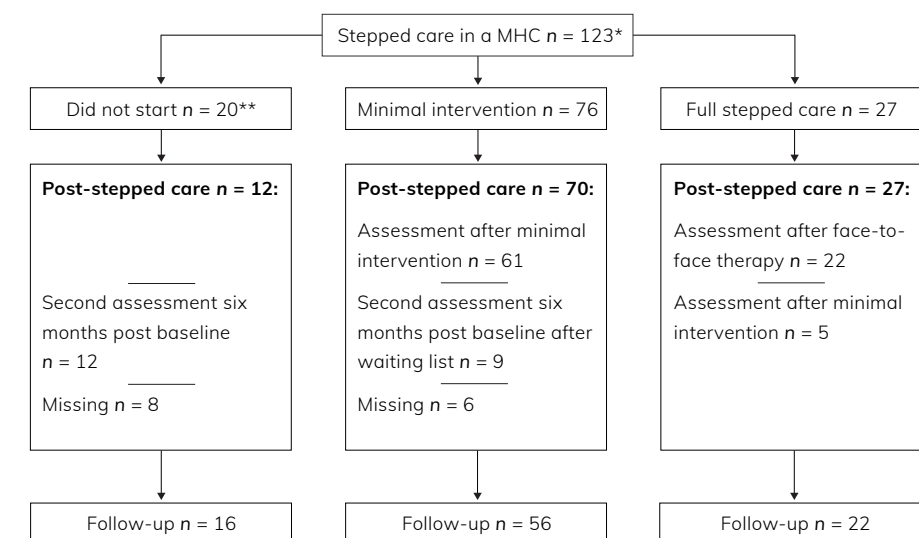 Stepped care in a MHC n = 123*
Did not start n = 20**
Minimal intervention n = 76
Full stepped care n = 27
Post-stepped care n = 12:
Second assessment six
months post baseline
n = 12
Missing n = 8
Post-stepped care n = 70:
Assessment after minimal
intervention n = 61
Second assessment six
months post baseline after
waiting list n = 9
Missing n = 6
Post-stepped care n = 27:
Assessment after face-to-
face therapy n = 22
Assessment after minimal
intervention n = 5
Follow-up n = 16
Follow-up n = 56
Follow-up n = 22